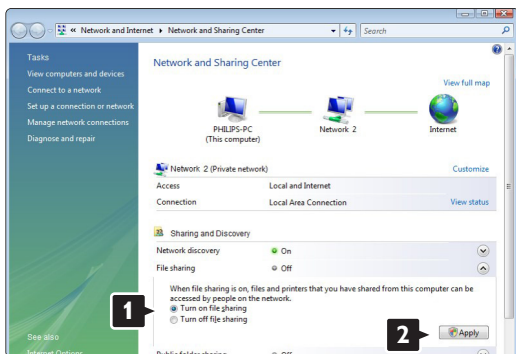 « Network and Internet ▸ Network and Sharing Center
Search
Tasks
View computers and devices
Connect to a network
Set up a connection or network
Manage network connections
Diagnose and repair
See also
Internet Options
Network and Sharing Center
View full map
PHILIPS-PC
(This computer)
Network 2
Internet
Network 2 (Private network)
Customize
Access
Local and Internet
Connection
Local Area Connection
View status
Sharing and Discovery
Network discovery
On
File sharing
Off
When file sharing is on, files and printers that you have shared from this computer can be
accessed by people on the network.
1
Turn on file sharing
Turn off file sharing
2
Apply
Public folder sharing
Off